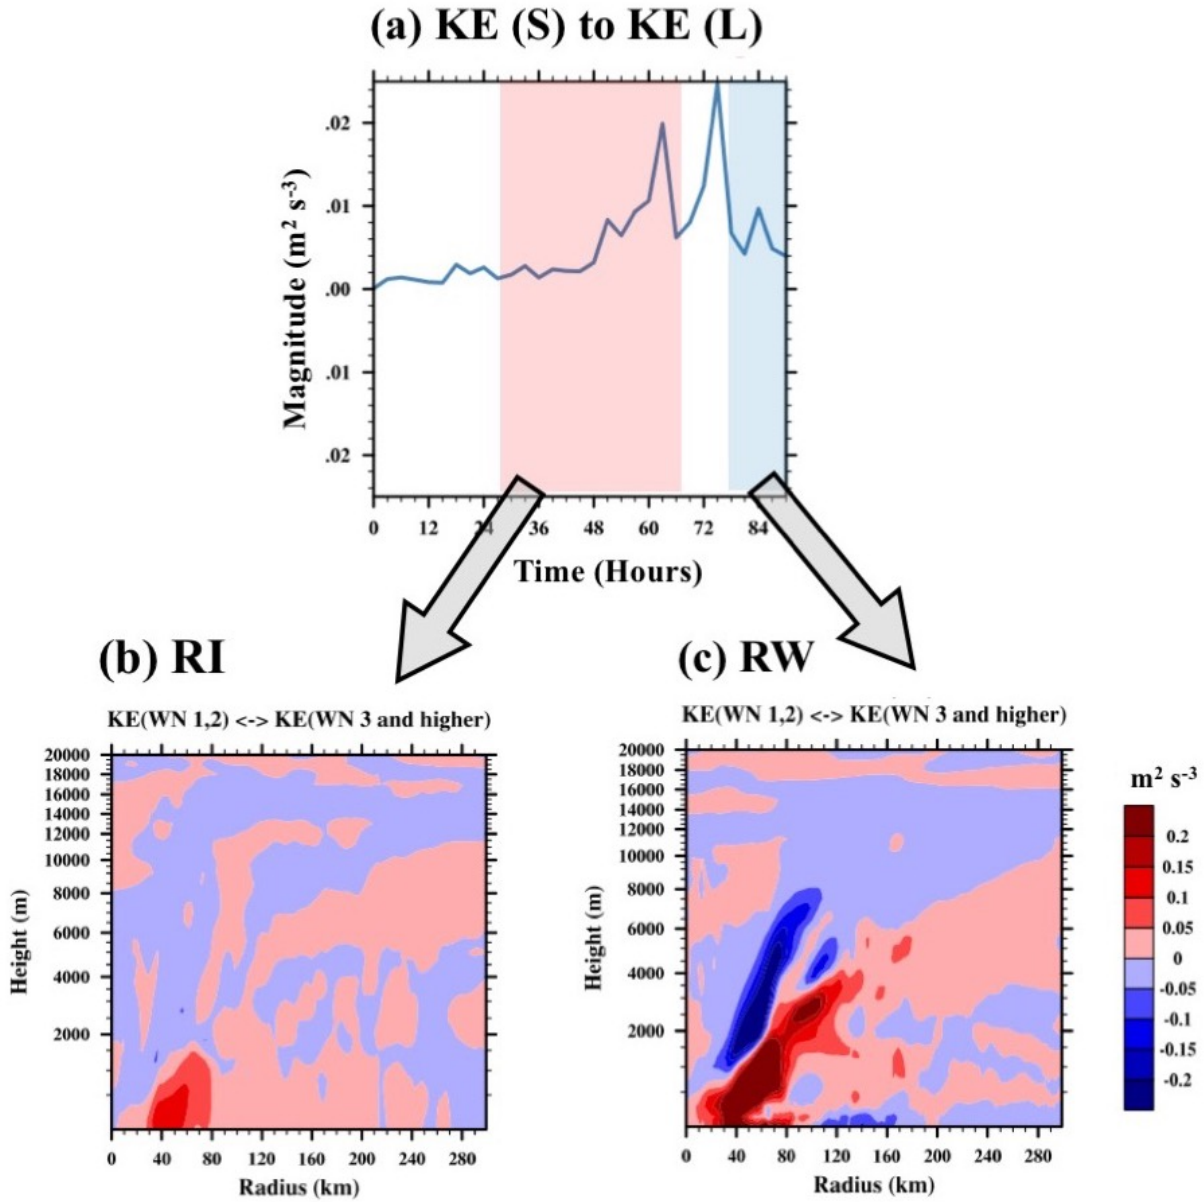 (a) KE (S) to KE (L)
Magnitude (m² s⁻³)
.02
.01
.00
.01
.02
0 12 24 36 48 60 72 84
Time (Hours)
(b) RI
(c) RW
KE(WN 1,2) <-> KE(WN 3 and higher)
Height (m)
20000
18000
16000
14000
12000
10000
8000
6000
4000
2000
0 40 80 120 160 200 240 280
Radius (km)
KE(WN 1,2) <-> KE(WN 3 and higher)
Height (m)
20000
18000
16000
14000
12000
10000
8000
6000
4000
2000
0 40 80 120 160 200 240 280
Radius (km)
m² s⁻³
0.2
0.15
0.1
0.05
0
-0.05
-0.1
-0.15
-0.2